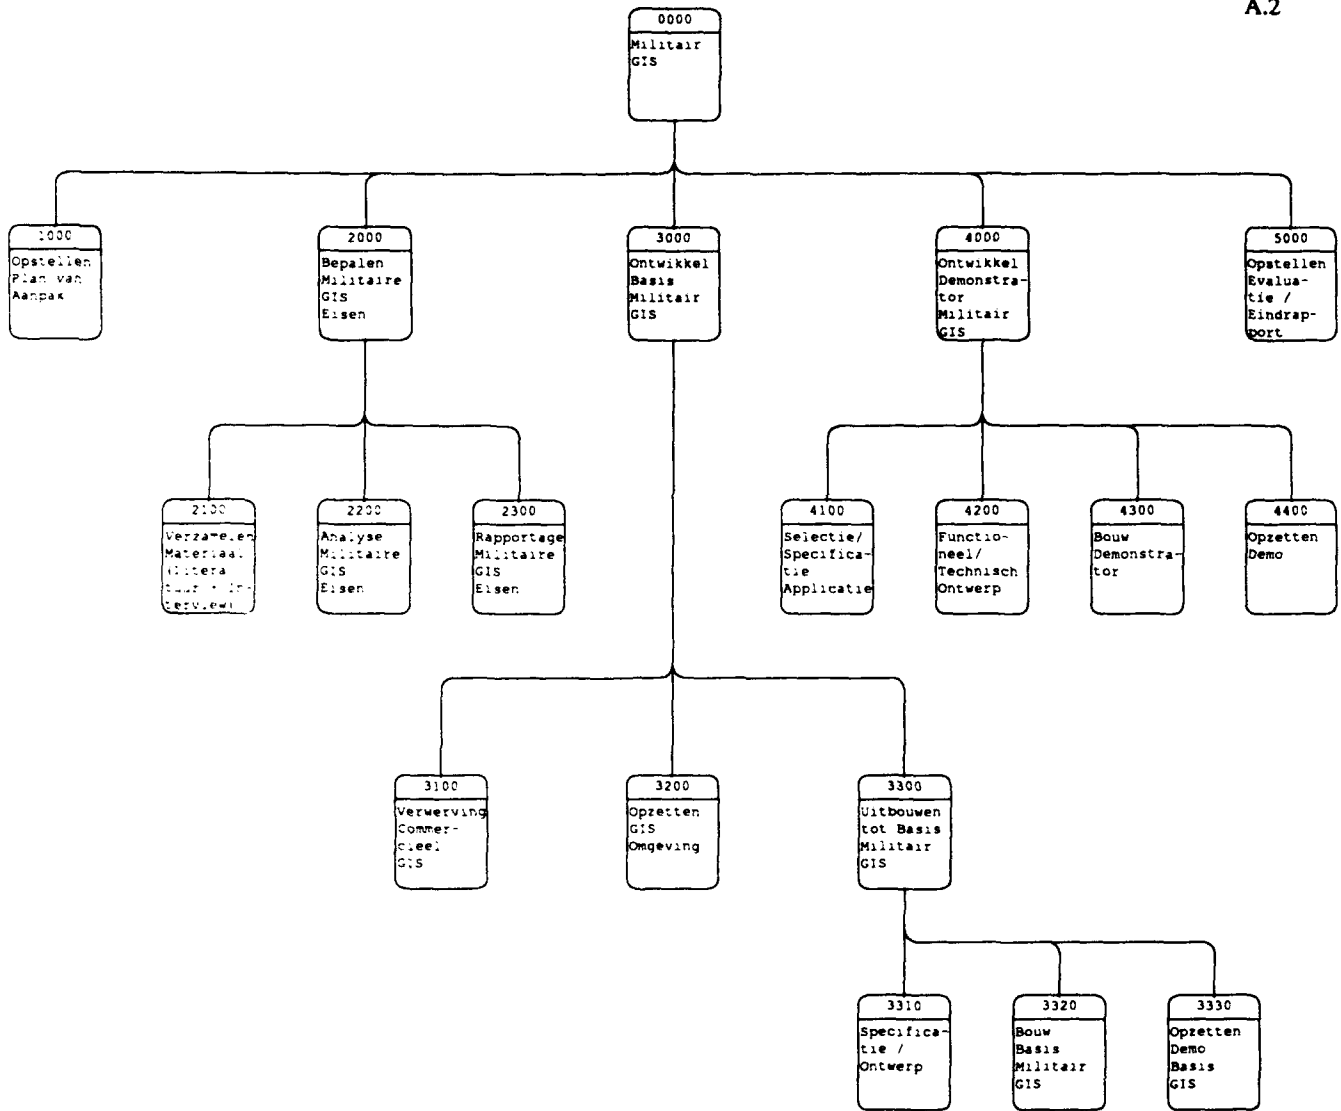 A.2
0000
Militair
GIS
1000
Opstellen
Plan van
Aanpak
2000
Bepalen
Militaire
GIS
Eisen
3000
Ontwikkel
Basis
Militair
GIS
4000
Ontwikkel
Demonstra-
tor
Militair
GIS
5000
Opstellen
Evalua-
tie /
Eindrap-
port
2100
Verzamelen
Materiaal
(litera
tuur + in-
terview)
2200
Analyse
Militaire
GIS
Eisen
2300
Rapportage
Militaire
GIS
Eisen
4100
Selectie/
Specifica-
tie
Applicatie
4200
Functio-
neel/
Technisch
Ontwerp
4300
Bouw
Demonstra-
tor
4400
Opzetten
Demo
3100
Verwerving
Commer-
cieel
GIS
3200
Opzetten
GIS
Omgeving
3300
Uitbouwen
tot Basis
Militair
GIS
3310
Specifica-
tie /
Ontwerp
3320
Bouw
Basis
Militair
GIS
3330
Opzetten
Demo
Basis
GIS